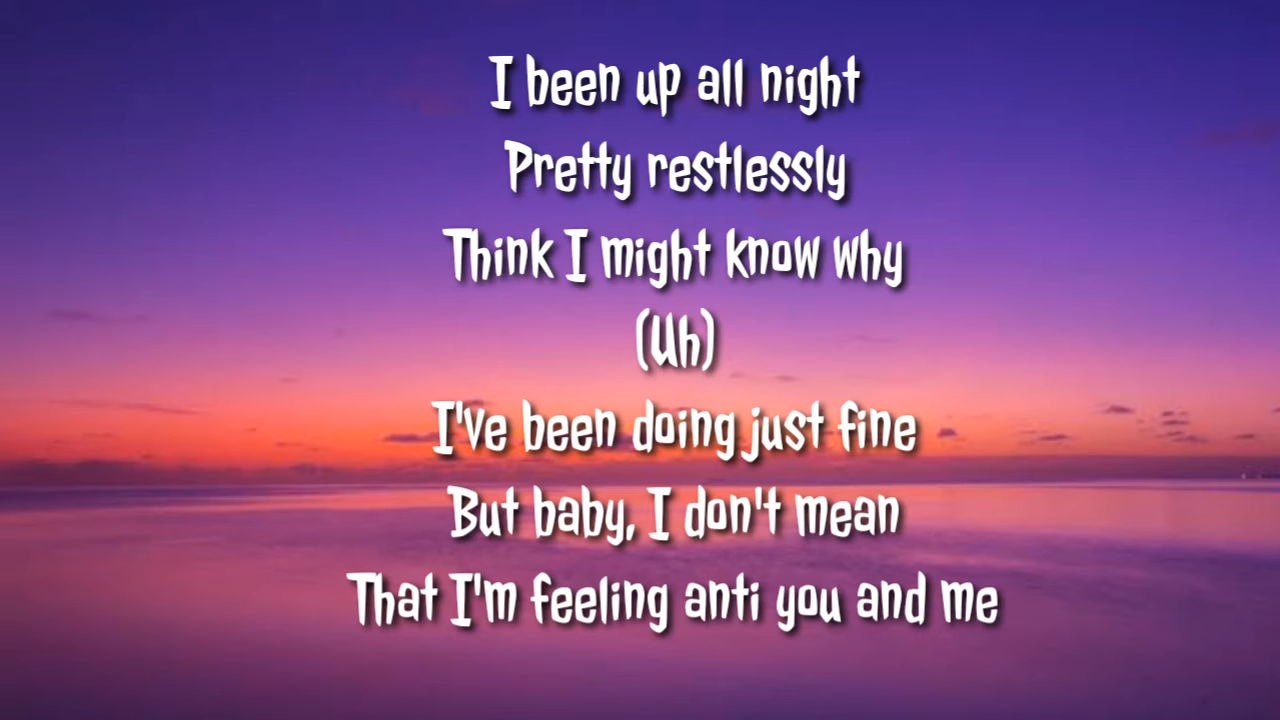 I been up all night
Pretty restlessly
Think I might know why
(Uh)
I've been doing just fine
But baby, I don't mean
That I'm feeling anti you and me